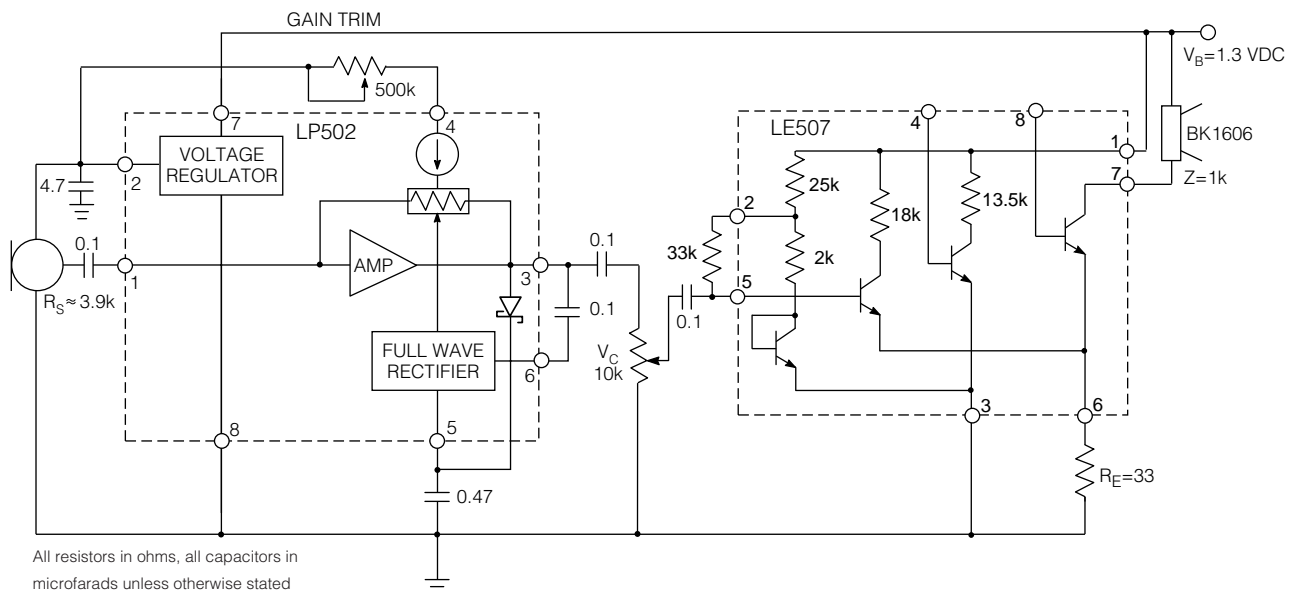 GAIN TRIM
V_B=1.3 VDC
500k
7
LP502
4
VOLTAGE
REGULATOR
2
4.7
0.1
1
R_S≈3.9k
AMP
3
0.1
0.1
FULL WAVE
RECTIFIER
6
8
5
0.47
V_C
10k
LE507
4
8
1
BK1606
Z=1k
7
25k
18k
13.5k
2
33k
2k
5
0.1
3
6
R_E=33
All resistors in ohms, all capacitors in
microfarads unless otherwise stated